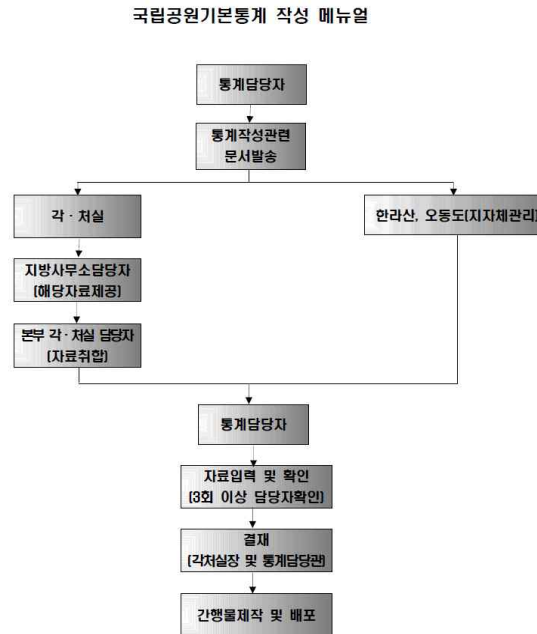 국립공원기본통계 작성 메뉴얼
통계담당자
통계작성관련
문서발송
각 · 처실
한라산, 오동도(지자체관리)
지방사무소담당자
(해당자료제공)
본부 각 · 처실 담당자
(자료취합)
통계담당자
자료입력 및 확인
(3회 이상 담당자확인)
결재
(각처실장 및 통계담당관)
간행물제작 및 배포